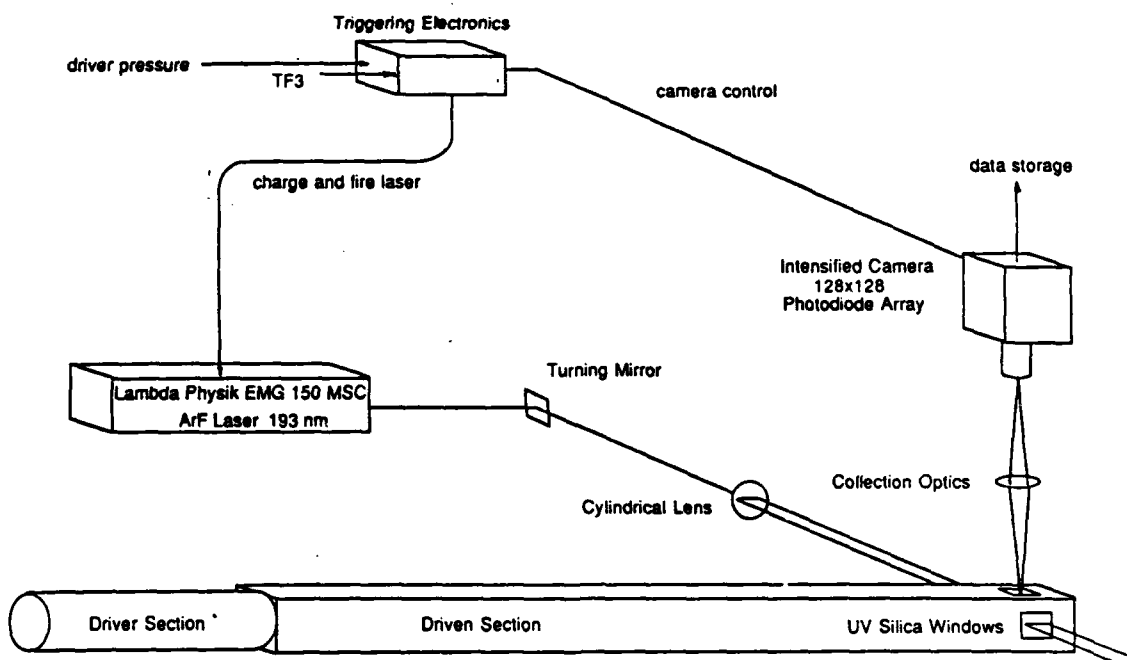 Triggering Electronics
driver pressure
TF3
camera control
charge and fire laser
data storage
Intensified Camera
128x128
Photodiode Array
Lambda Physik EMG 150 MSC
ArF Laser 193 nm
Turning Mirror
Collection Optics
Cylindrical Lens
Driver Section
Driven Section
UV Silica Windows